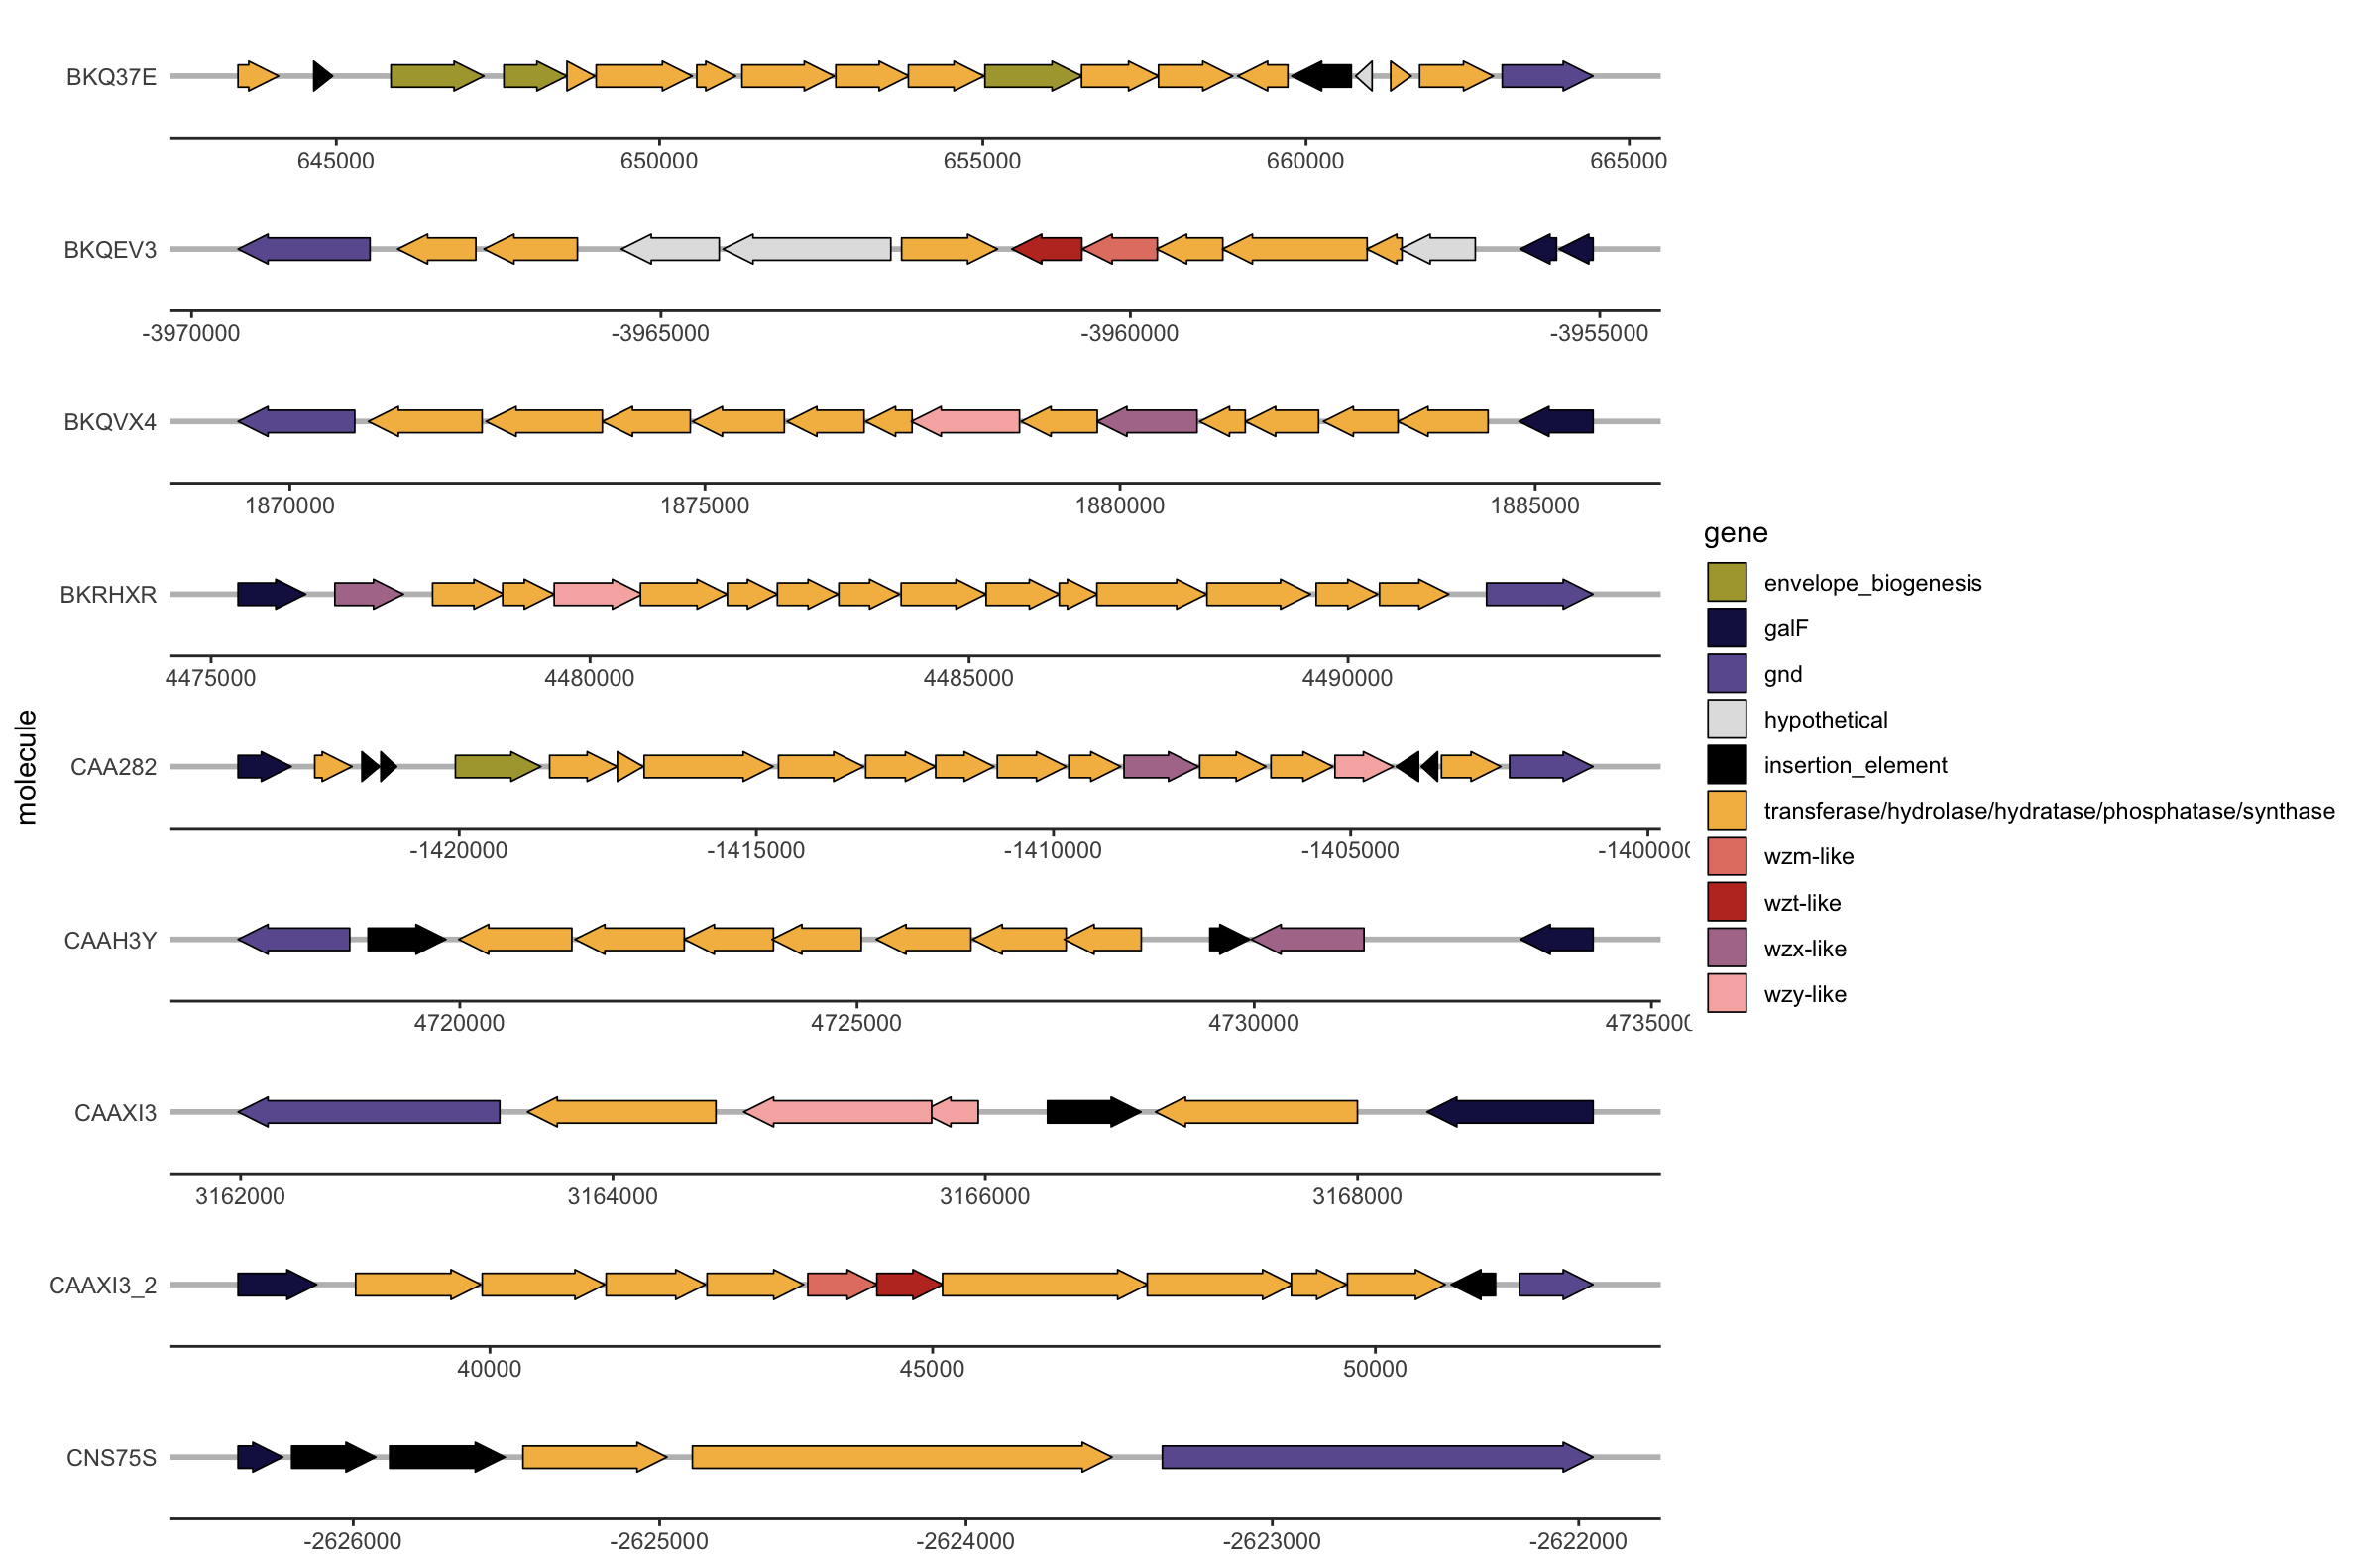 BKQ37E
645000 650000 655000 660000 665000
BKQEV3
-3970000 -3965000 -3960000 -3955000
BKQVX4
1870000 1875000 1880000 1885000
BKRHXR
4475000 4480000 4485000 4490000
molecule
CAA282
-1420000 -1415000 -1410000 -1405000 -1400000
CAAH3Y
4720000 4725000 4730000 4735000
CAAXI3
3162000 3164000 3166000 3168000
CAAXI3_2
40000 45000 50000
CNS75S
-2626000 -2625000 -2624000 -2623000 -2622000
gene
envelope_biogenesis
galF
gnd
hypothetical
insertion_element
transferase/hydrolase/hydratase/phosphatase/synthase
wzm-like
wzt-like
wzx-like
wzy-like